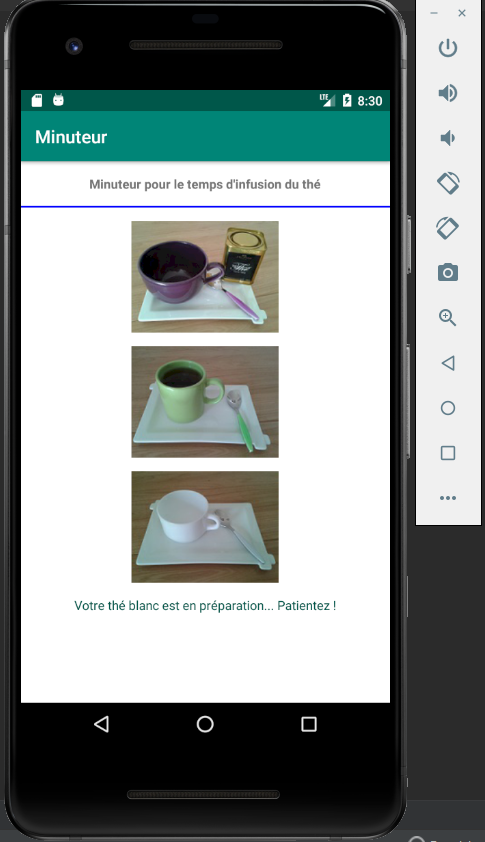 LTE 8:30
Minuteur
Minuteur pour le temps d'infusion du thé
Votre thé blanc est en préparation... Patientez !